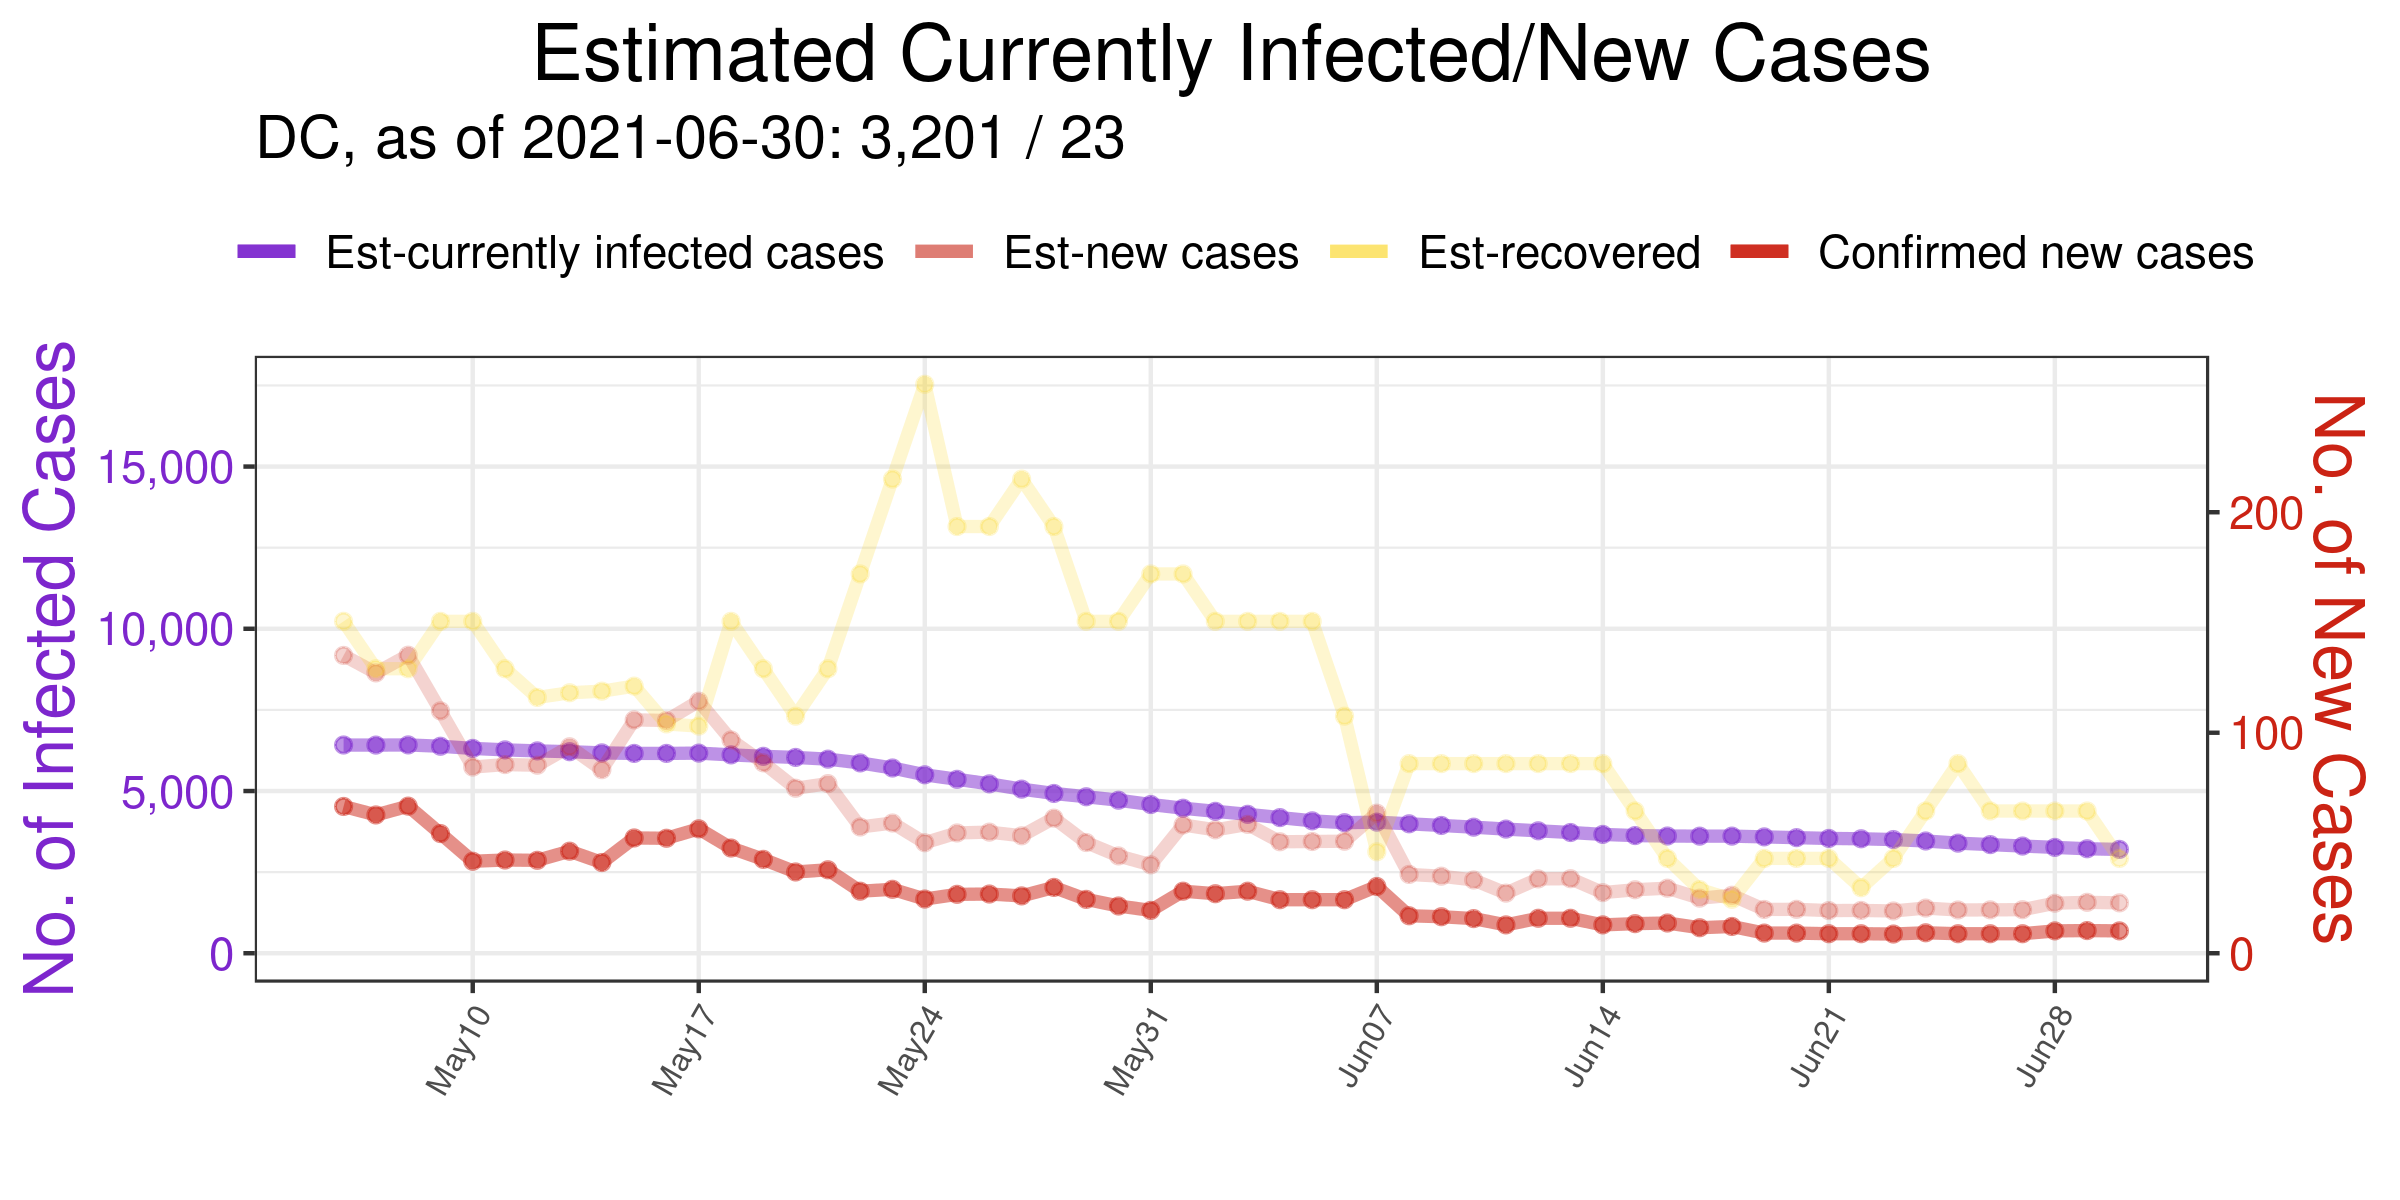 Estimated Currently Infected/New Cases
DC, as of 2021-06-30: 3,201 / 23
Est-currently infected cases Est-new cases Est-recovered Confirmed new cases
No. of Infected Cases
15,000
10,000
5,000
0
200
100
0
No. of New Cases
May10 May17 May24 May31 Jun07 Jun14 Jun21 Jun28